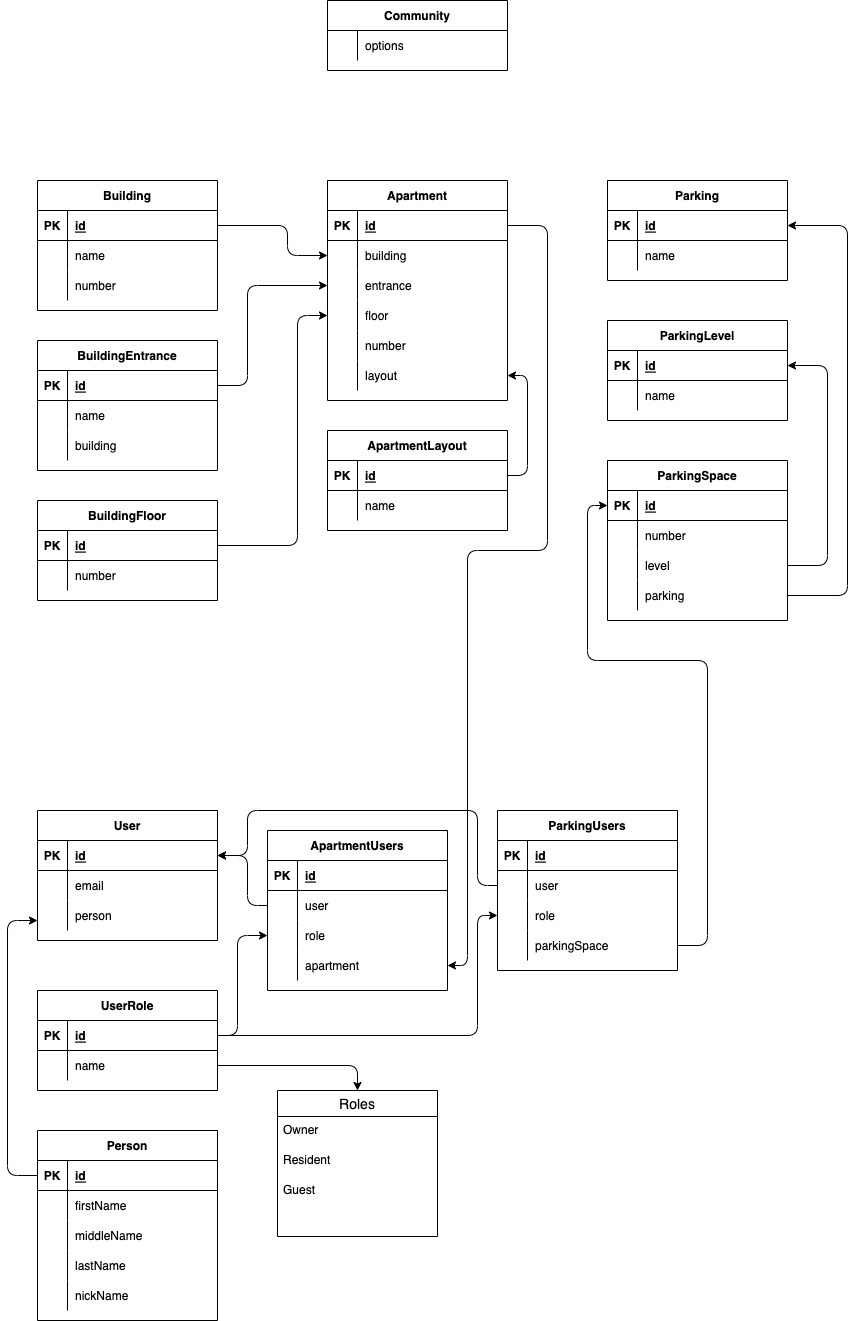 Community
options
Building
PK id
name
number
BuildingEntrance
PK id
name
building
BuildingFloor
PK id
number
Apartment
PK id
building
entrance
floor
number
layout
ApartmentLayout
PK id
name
Parking
PK id
name
ParkingLevel
PK id
name
ParkingSpace
PK id
number
level
parking
User
PK id
email
person
ApartmentUsers
PK id
user
role
apartment
ParkingUsers
PK id
user
role
parkingSpace
UserRole
PK id
name
Roles
Owner
Resident
Guest
Person
PK id
firstName
middleName
lastName
nickName